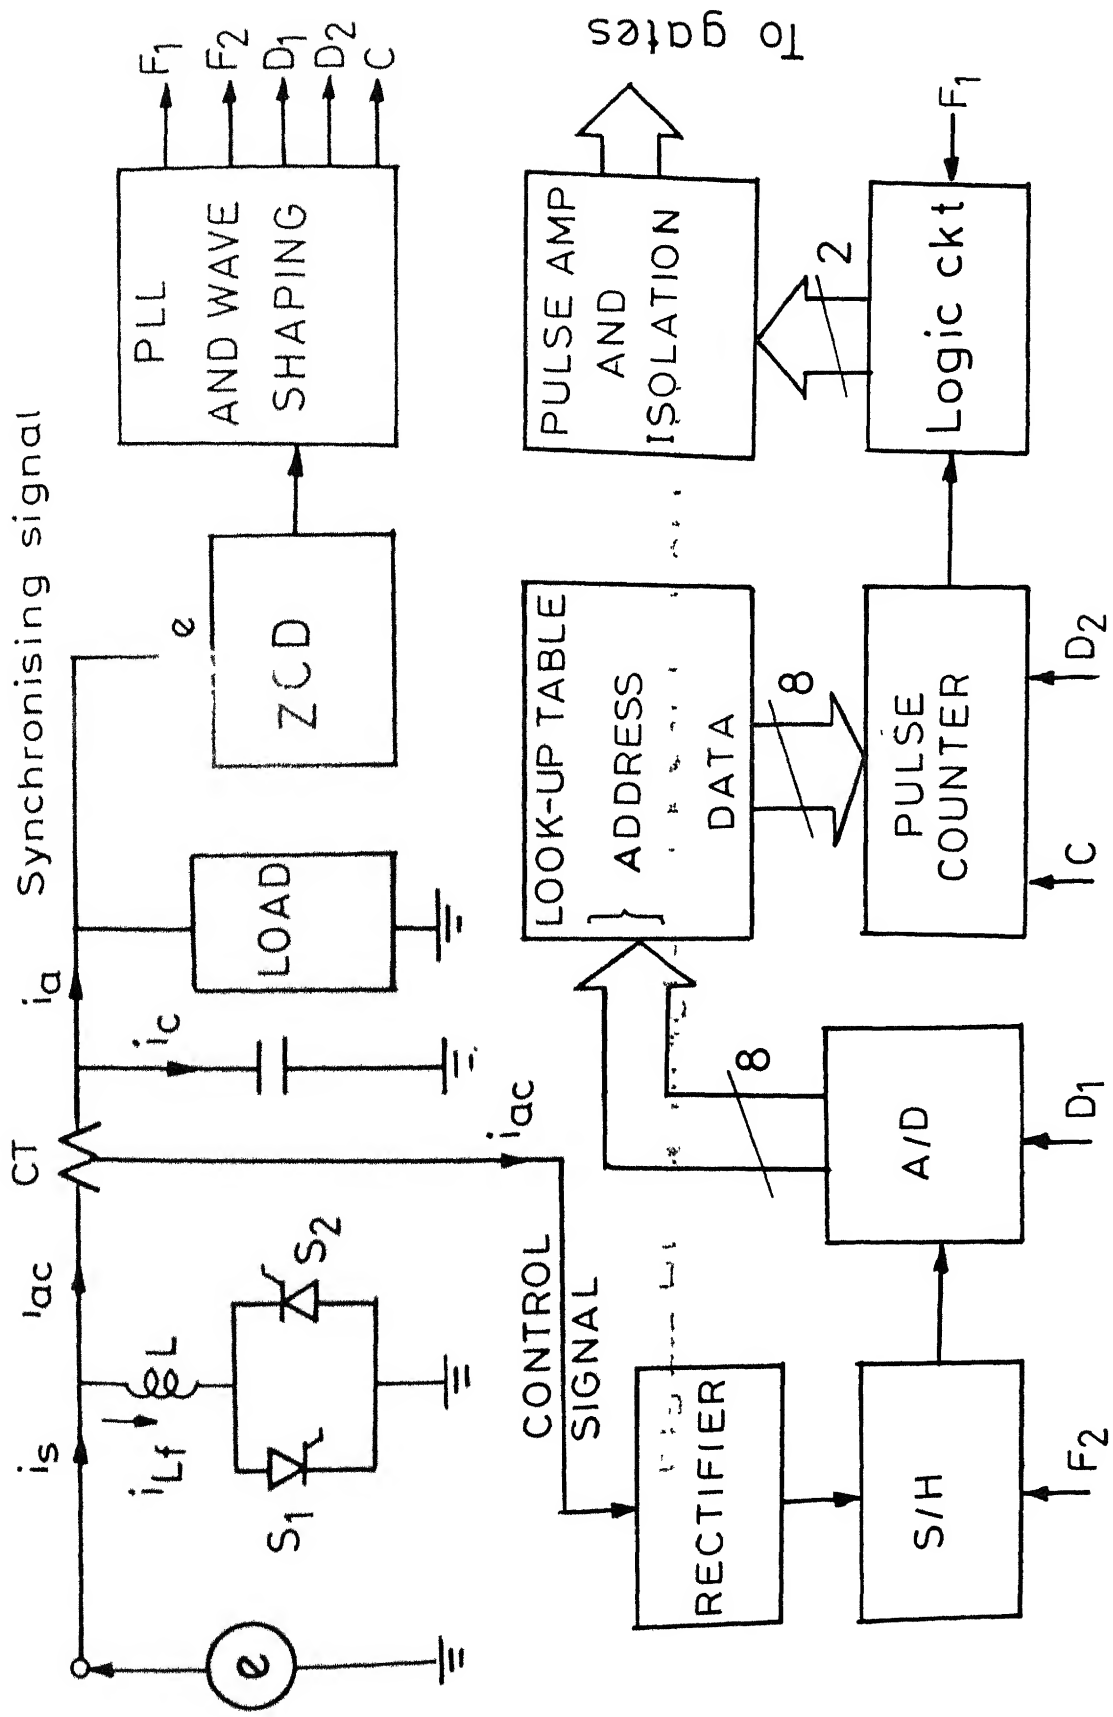 Synchronising signal
CT
is
iac
ia
e
iLf
L
S1
S2
ic
LOAD
ZCD
PLL
AND WAVE
SHAPING
F1
F2
D1
D2
C
e
iac
CONTROL
SIGNAL
RECTIFIER
S/H
F2
A/D
D1
8
LOOK-UP TABLE
ADDRESS
DATA
8
PULSE
COUNTER
C
D2
PULSE AMP
AND
ISOLATION
To gates
2
Logic ckt
F1